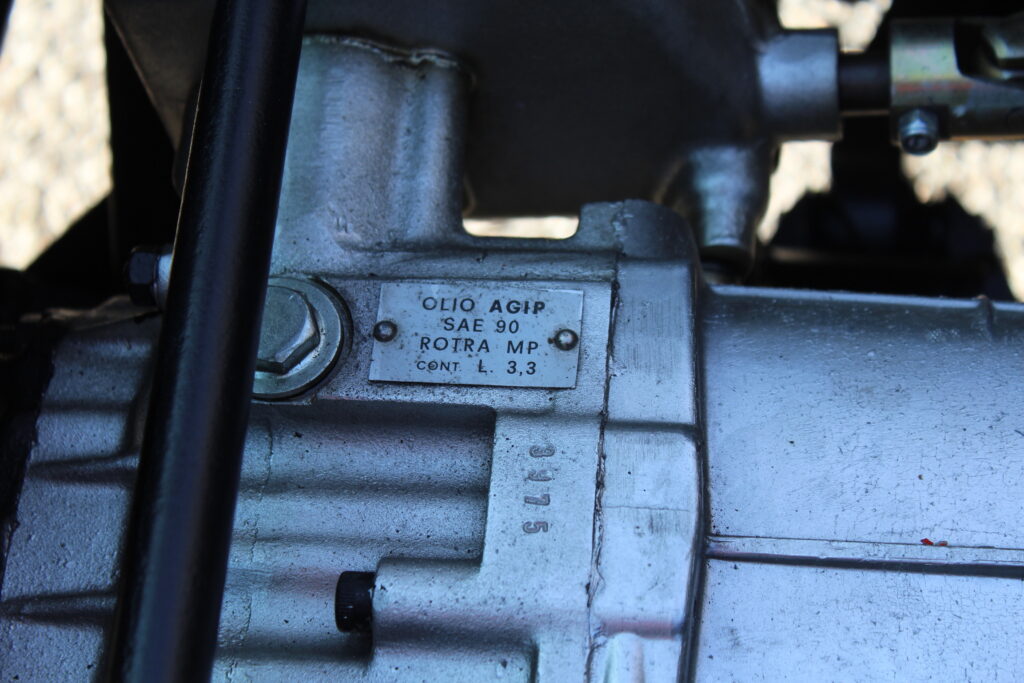 OLIO AGIP
SAE 90
ROTRA MP
CONT. L. 3,3
3975